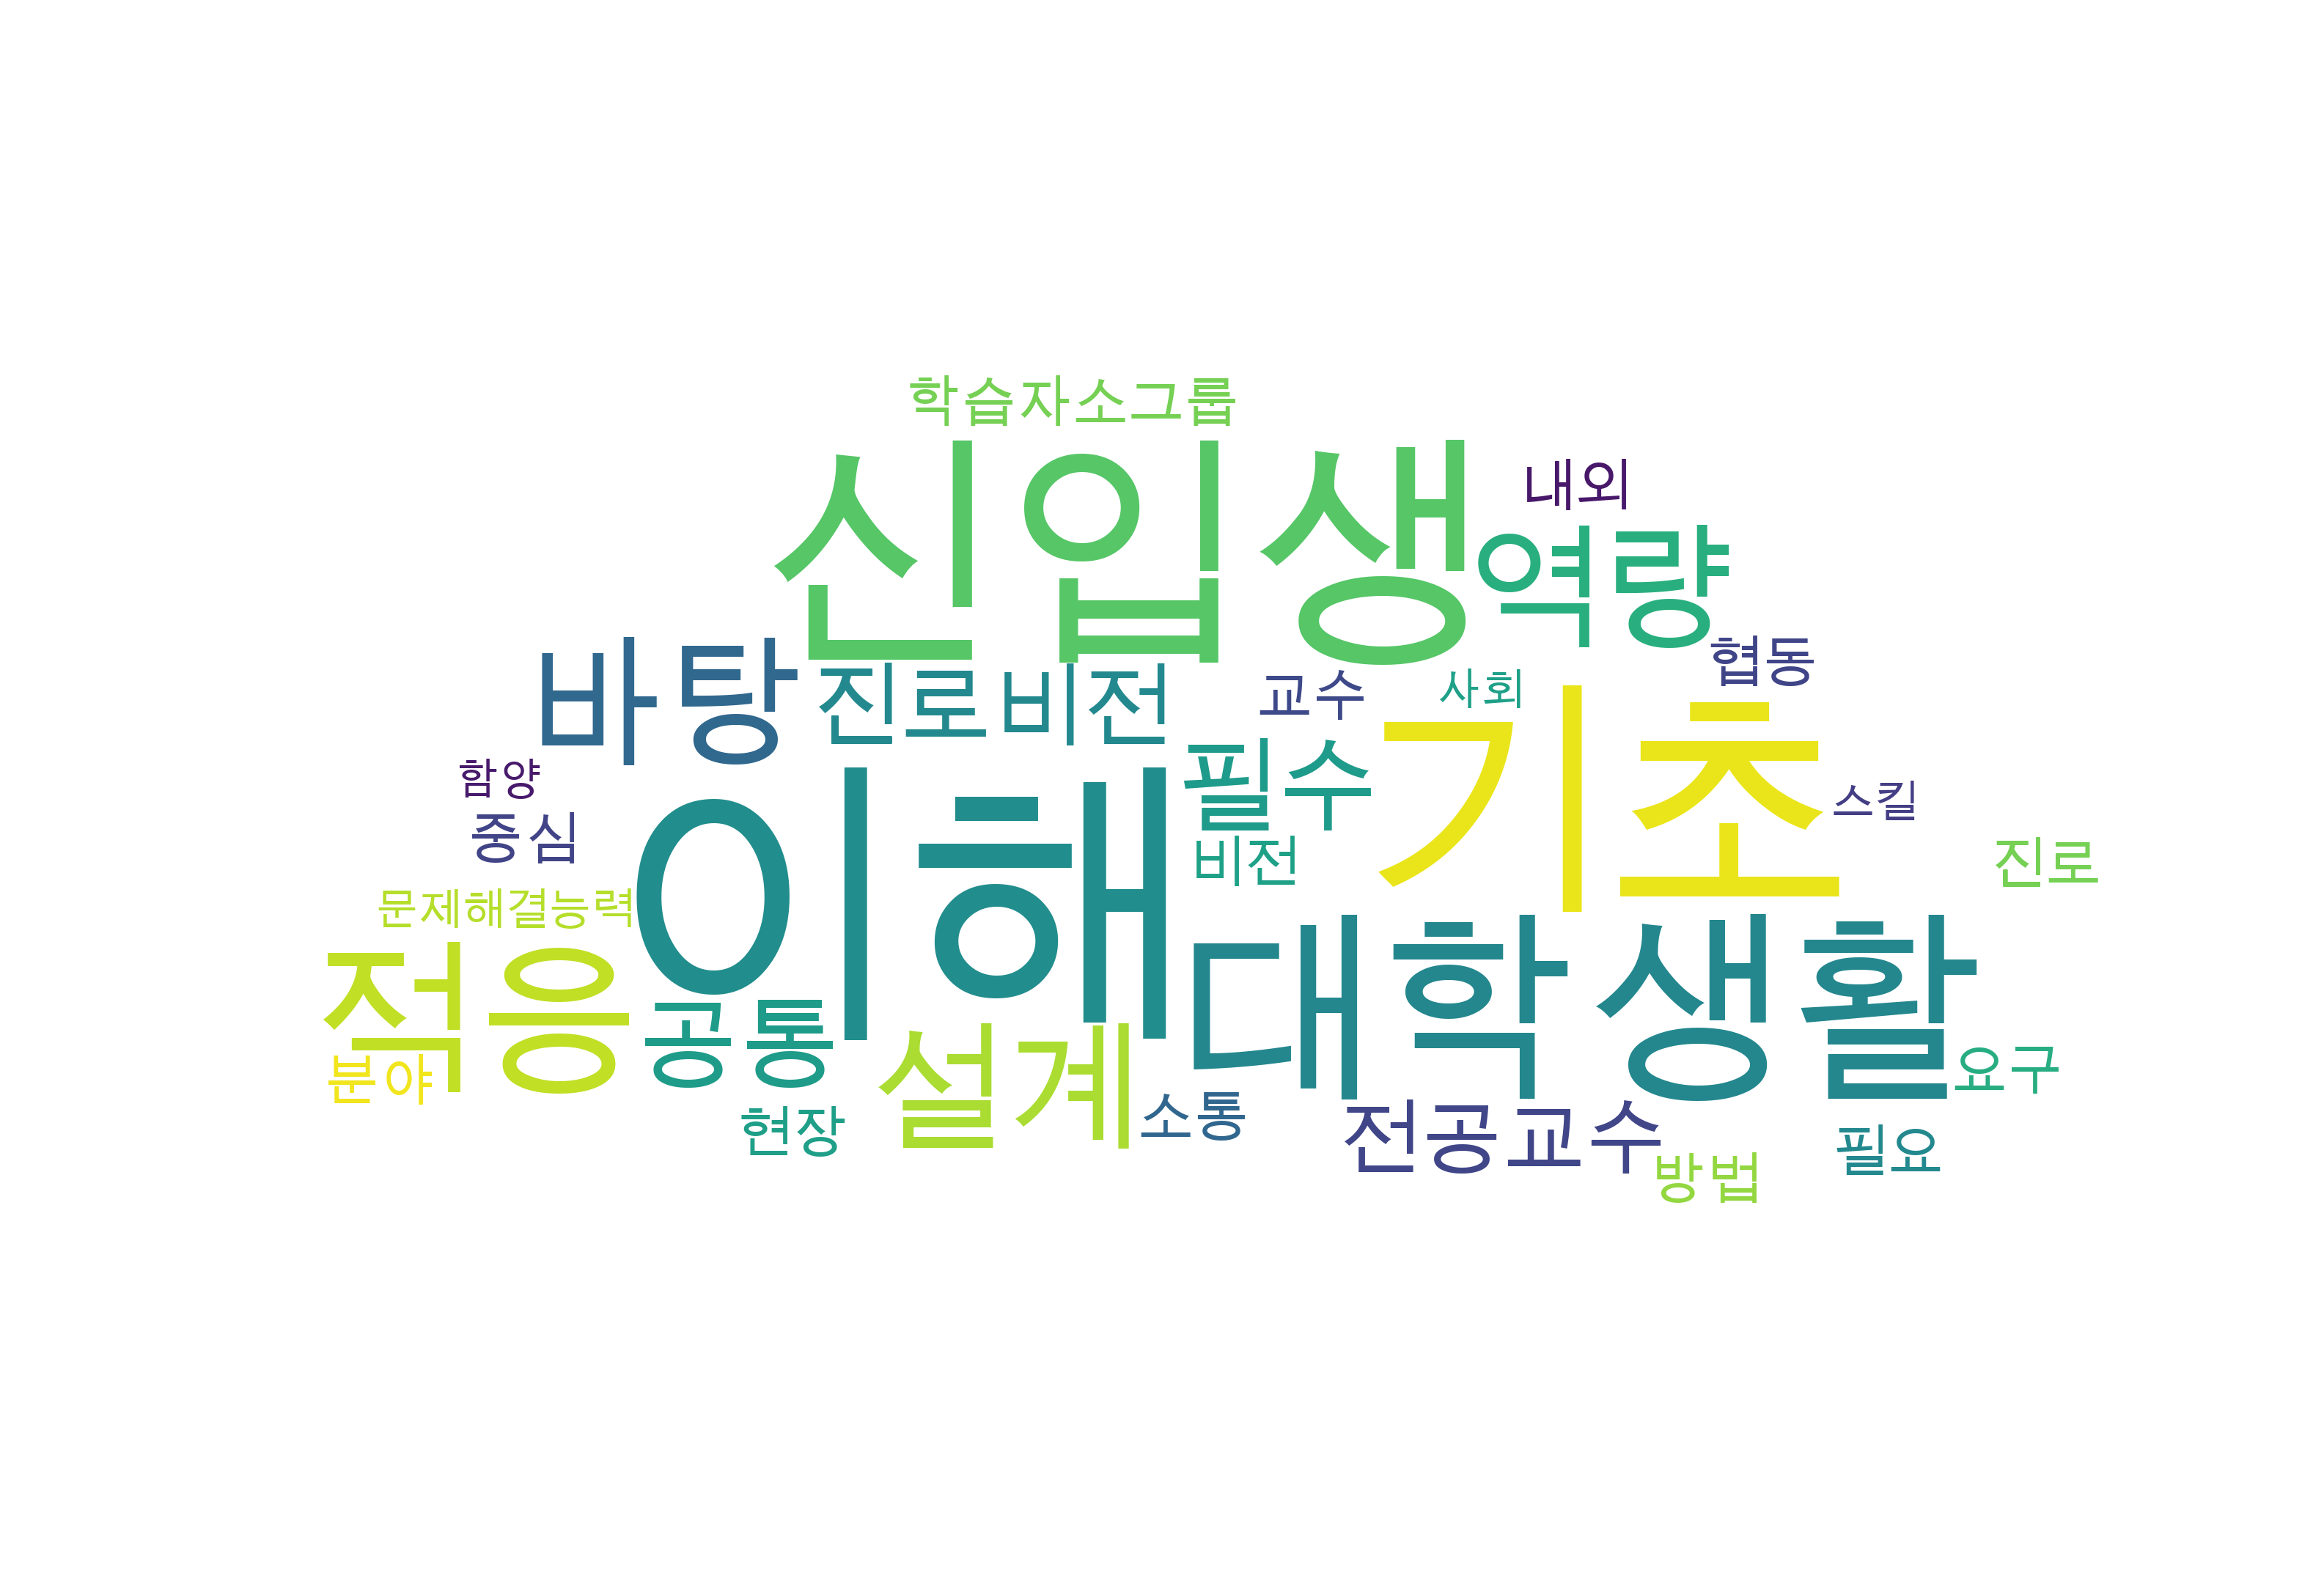 학습자소그룹
신입생
내외
역량
협동
바탕
진로비전
교수
사회
기초
필수
함양
스킬
중심
이해
비전
진로
문제해결능력
적응
대학생활
공통
분야
설계
요구
소통
현장
전공교수
필요
방법